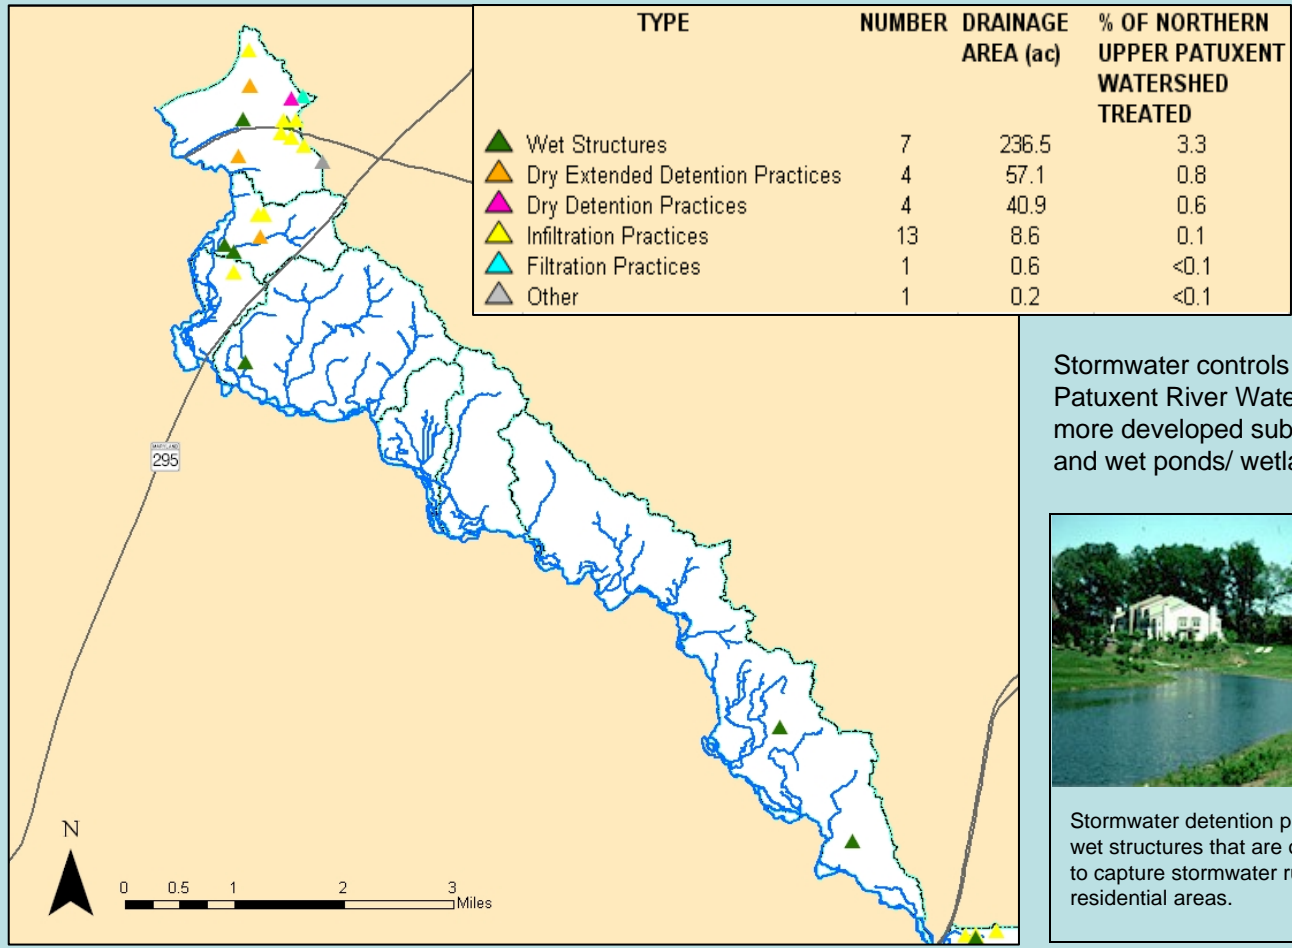 TYPE NUMBER DRAINAGE AREA (ac) % OF NORTHERN UPPER PATUXENT WATERSHED TREATED
Wet Structures 7 236.5 3.3
Dry Extended Detention Practices 4 57.1 0.8
Dry Detention Practices 4 40.9 0.6
Infiltration Practices 13 8.6 0.1
Filtration Practices 1 0.6 <0.1
Other 1 0.2 <0.1
Stormwater controls
Patuxent River
more developed
and wet ponds/
MARYLAND
295
N
0 0.5 1 2 3
Miles
Stormwater detention
wet structures that are
to capture stormwater
residential areas.